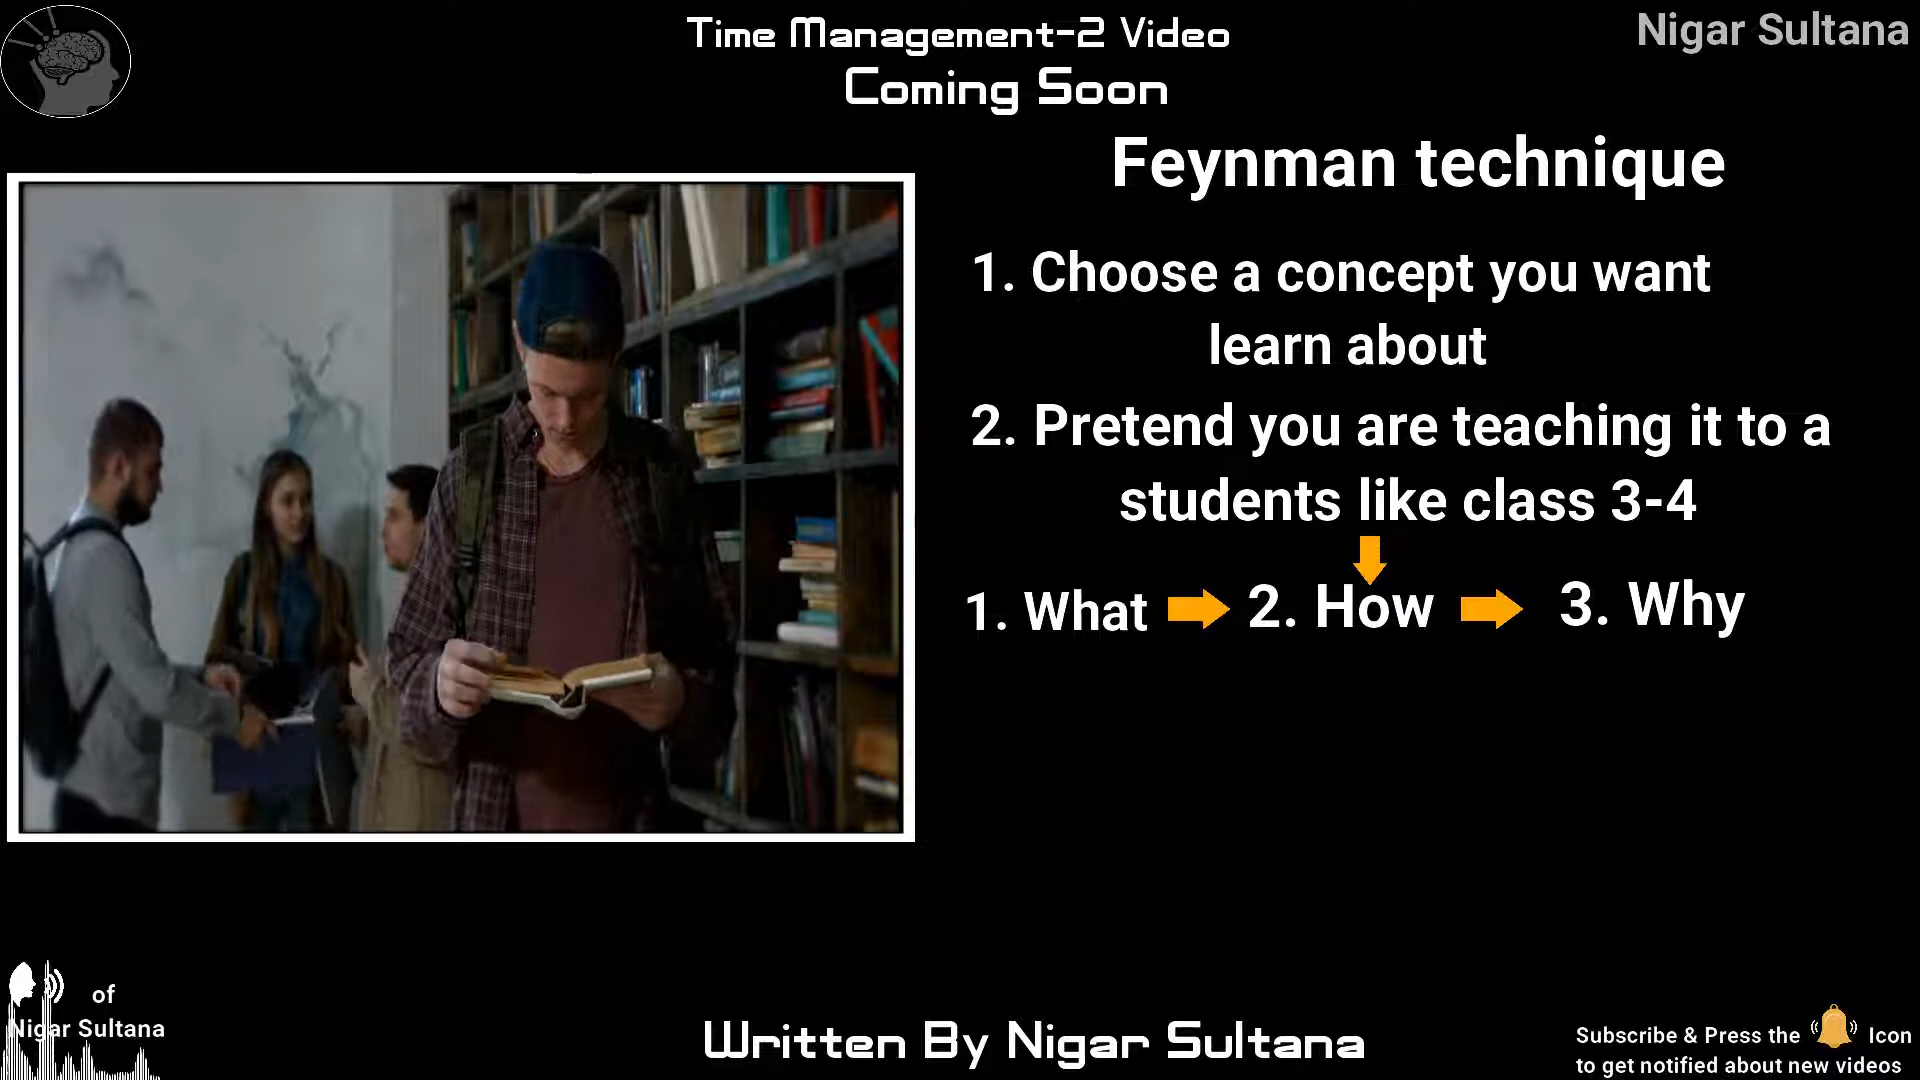 Time Management-2 Video
Coming Soon
Nigar Sultana
Feynman technique
1. Choose a concept you want
learn about
2. Pretend you are teaching it to a
students like class 3-4
1. What 2. How 3. Why
of
Nigar Sultana
Written By Nigar Sultana
Subscribe & Press the Icon
to get notified about new videos